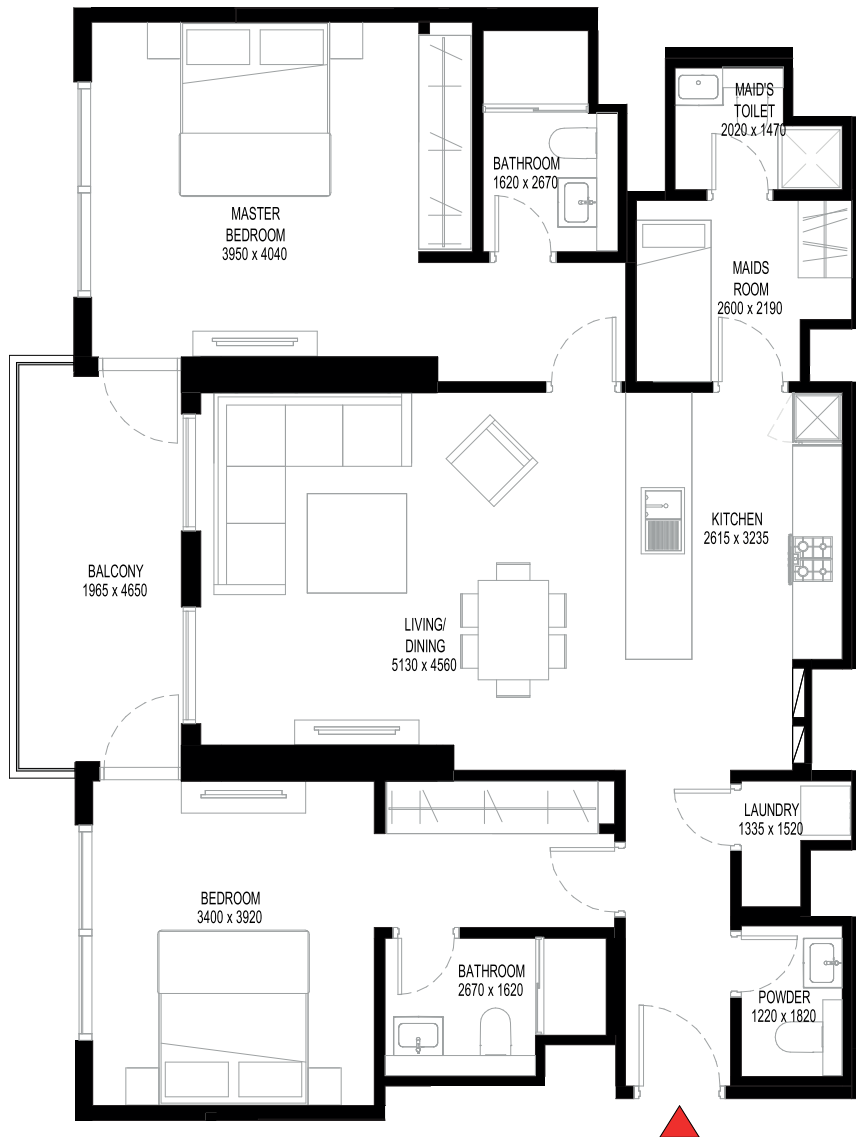 MAID'S
TOILET
2020 x 1470
BATHROOM
1620 x 2670
MASTER
BEDROOM
3950 x 4040
MAIDS
ROOM
2600 x 2190
KITCHEN
2615 x 3235
BALCONY
1965 x 4650
LIVING/
DINING
5130 x 4560
LAUNDRY
1335 x 1520
BEDROOM
3400 x 3920
BATHROOM
2670 x 1620
POWDER
1220 x 1820